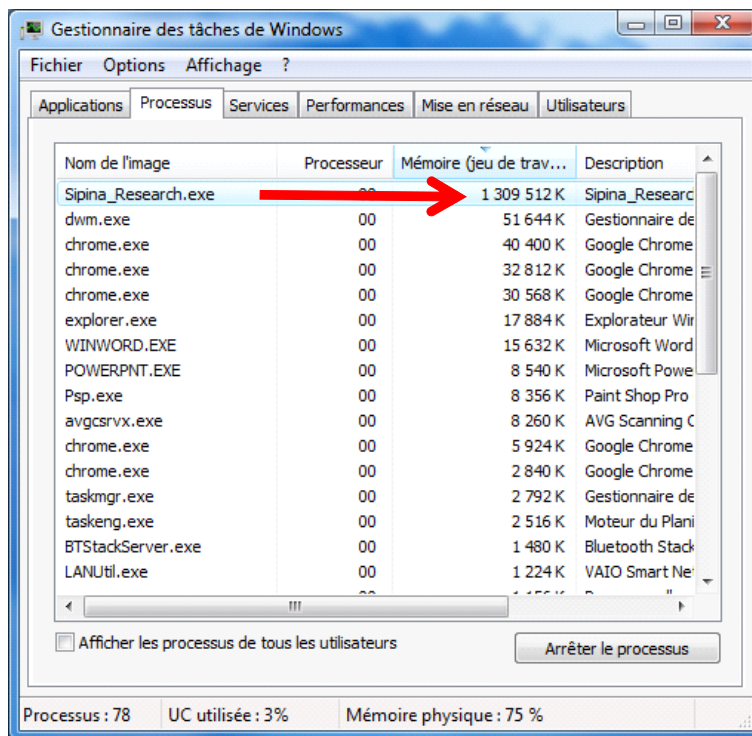 Gestionnaire des tâches de Windows
Fichier Options Affichage ?
Applications Processus Services Performances Mise en réseau Utilisateurs
Nom de l'image Processeur Mémoire (jeu de trav... Description
Sipina_Research.exe 1 309 512 K Sipina_Researc
dwm.exe 00 51 644 K Gestionnaire de
chrome.exe 00 40 400 K Google Chrome
chrome.exe 00 32 812 K Google Chrome
chrome.exe 00 30 568 K Google Chrome
explorer.exe 00 17 884 K Explorateur Wir
WINWORD.EXE 00 15 632 K Microsoft Word
POWERPNT.EXE 00 8 540 K Microsoft Powe
Psp.exe 00 8 356 K Paint Shop Pro
avgcsrvx.exe 00 8 260 K AVG Scanning C
chrome.exe 00 5 924 K Google Chrome
chrome.exe 00 2 840 K Google Chrome
taskmgr.exe 00 2 792 K Gestionnaire de
taskeng.exe 00 2 516 K Moteur du Plani
BTStackServer.exe 00 1 480 K Bluetooth Stack
LANUtil.exe 00 1 224 K VAIO Smart Ne
Afficher les processus de tous les utilisateurs
Arrêter le processus
Processus : 78 UC utilisée : 3% Mémoire physique : 75 %